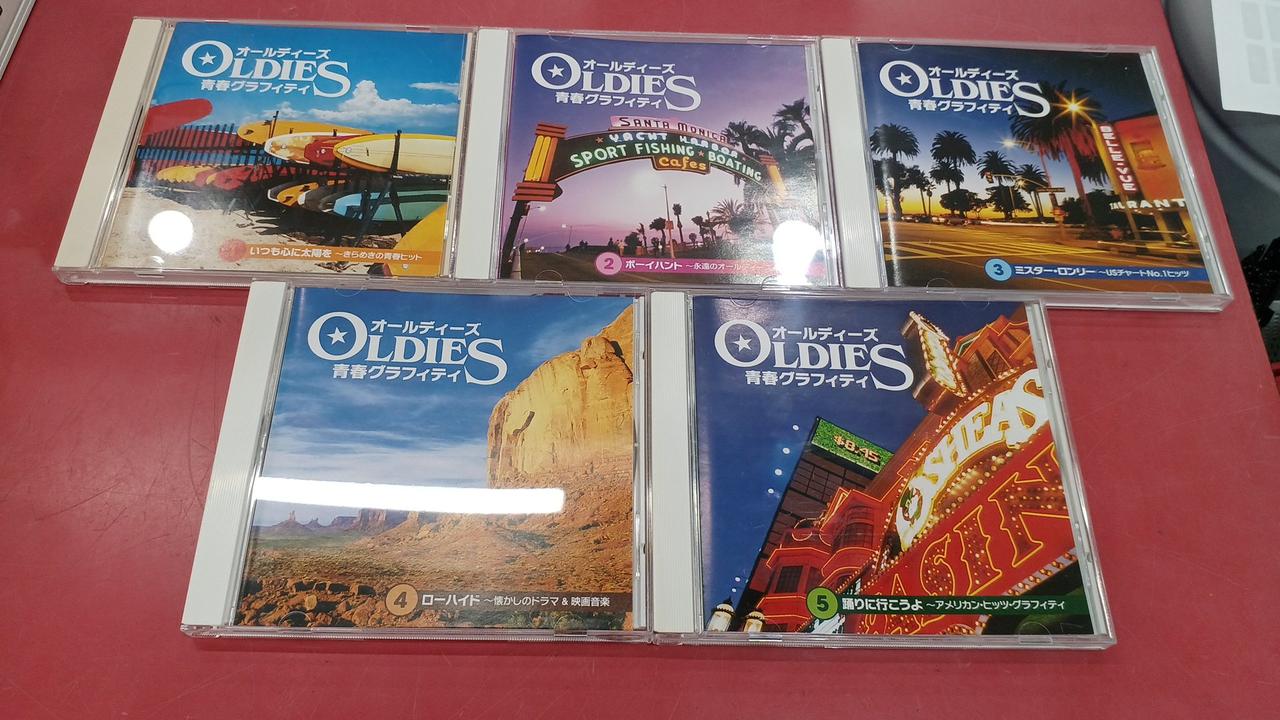 オールディーズ
OLDIES
青春グラフィティ
いつも心に太陽を ～きらめきの青春ヒット
オールディーズ
OLDIES
青春グラフィティ
SANTA MONICA
YACHT HARBOR
SPORT FISHING ★ BOATING
Cafes
2 ボーイハント ～永遠のオール
オールディーズ
OLDIES
青春グラフィティ
BELLE-VUE
RANT
3 ミスター・ロンリー ～USチャートNo.1ヒッツ
オールディーズ
OLDIES
青春グラフィティ
4 ローハイド ～懐かしのドラマ & 映画音楽
オールディーズ
OLDIES
青春グラフィティ
$8.45
O'SHEAS
CASIN
5 踊りに行こうよ ～アメリカン・ヒッツ・グラフィティ